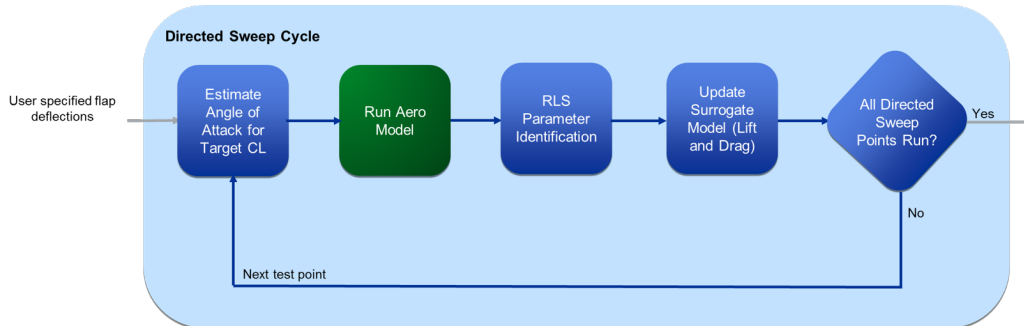 Directed Sweep Cycle
User specified flap
deflections
Estimate
Angle of
Attack for
Target CL
Run Aero
Model
RLS
Parameter
Identification
Update
Surrogate
Model (Lift
and Drag)
All Directed
Sweep
Points Run?
Yes
No
Next test point